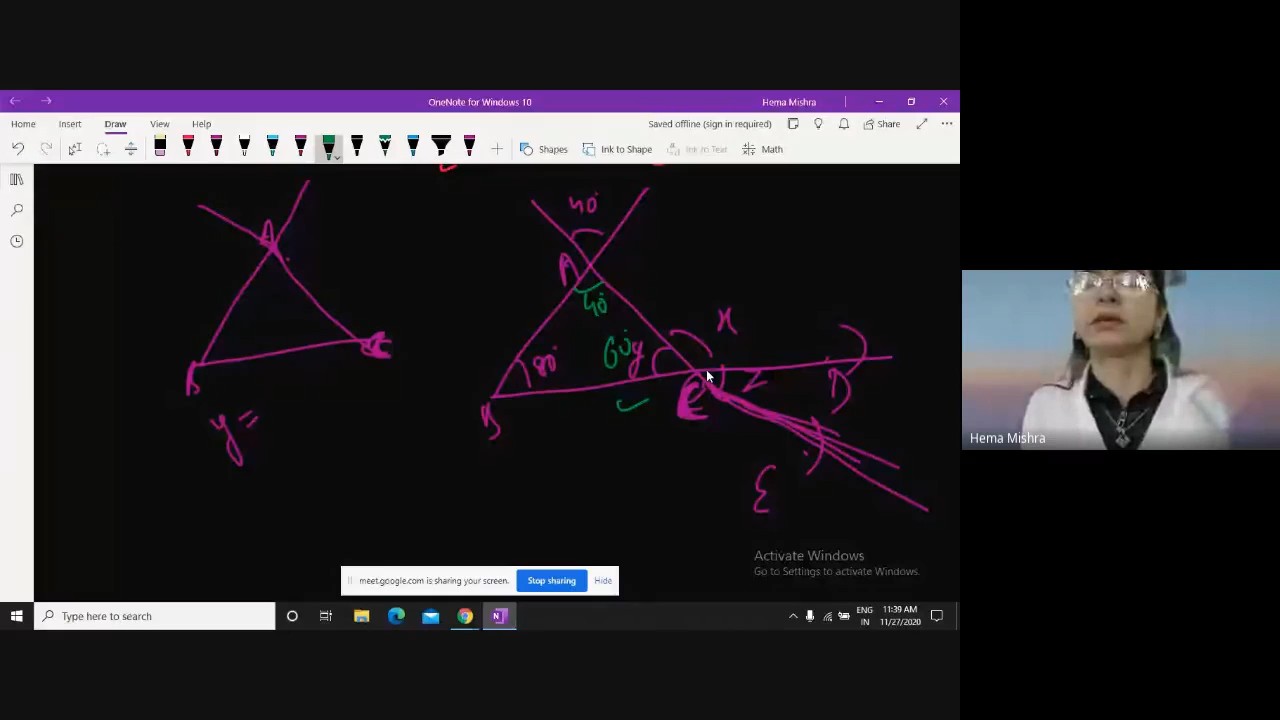 OneNote for Windows 10
Hema Mishra
Home Insert Draw View Help
Saved offline (sign in required)
Share
Shapes
Ink to Shape
Ink to Text
Math
A
B
C
y=
40°
A
40°
80°
60°
y
x
z
B
C
D
E
Hema Mishra
Activate Windows
Go to Settings to activate Windows.
meet.google.com is sharing your screen.
Stop sharing
Hide
Type here to search
ENG
IN
11:39 AM
11/27/2020